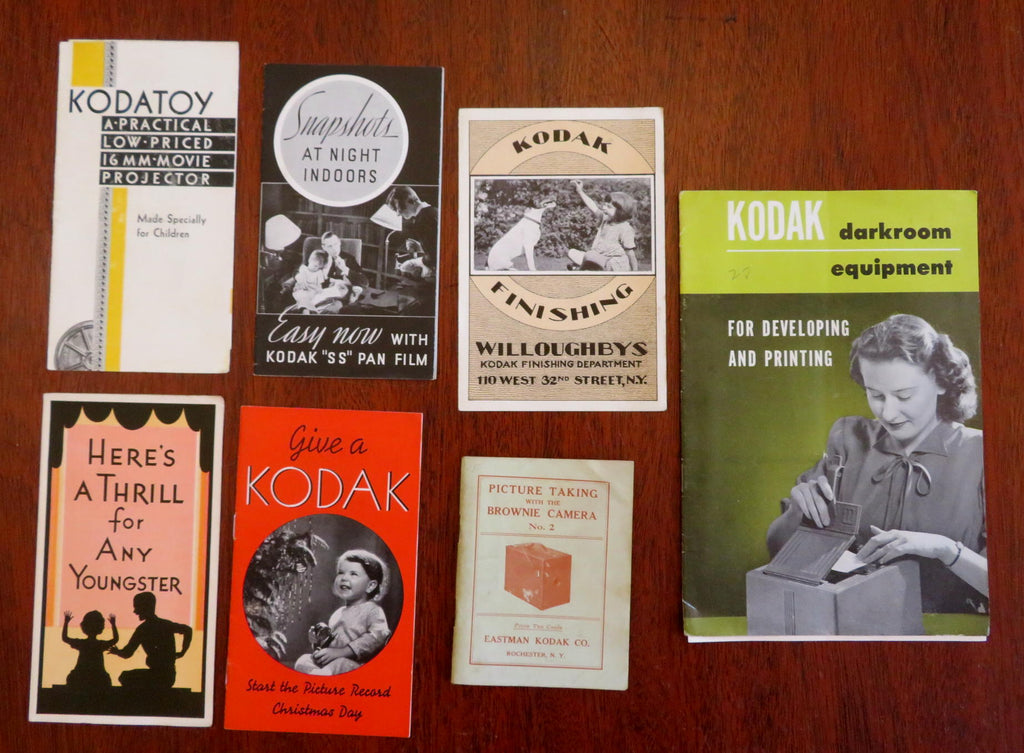 KODATOY
A·PRACTICAL
LOW·PRICED
16 MM·MOVIE
PROJECTOR
Made Specially
for Children
Snapshots
AT NIGHT
INDOORS
Easy now WITH
KODAK "SS" PAN FILM
KODAK
FINISHING
WILLOUGHBYS
KODAK FINISHING DEPARTMENT
110 WEST 32ND STREET, N.Y.
KODAK darkroom
equipment
FOR DEVELOPING
AND PRINTING
HERE'S
A THRILL
for
ANY
YOUNGSTER
Give a
KODAK
Start the Picture Record
Christmas Day
PICTURE TAKING
WITH THE
BROWNIE CAMERA
No. 2
Price Ten Cents
EASTMAN KODAK CO.
ROCHESTER, N. Y.